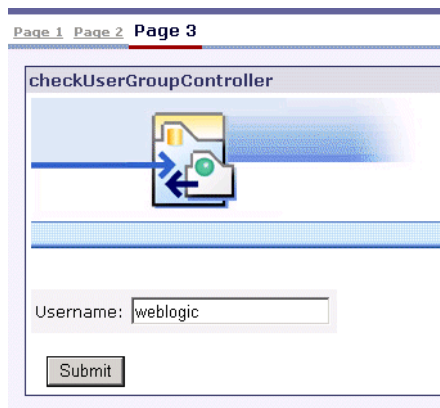 Page 1 Page 2 Page 3
checkUserGroupController
Username: weblogic
Submit